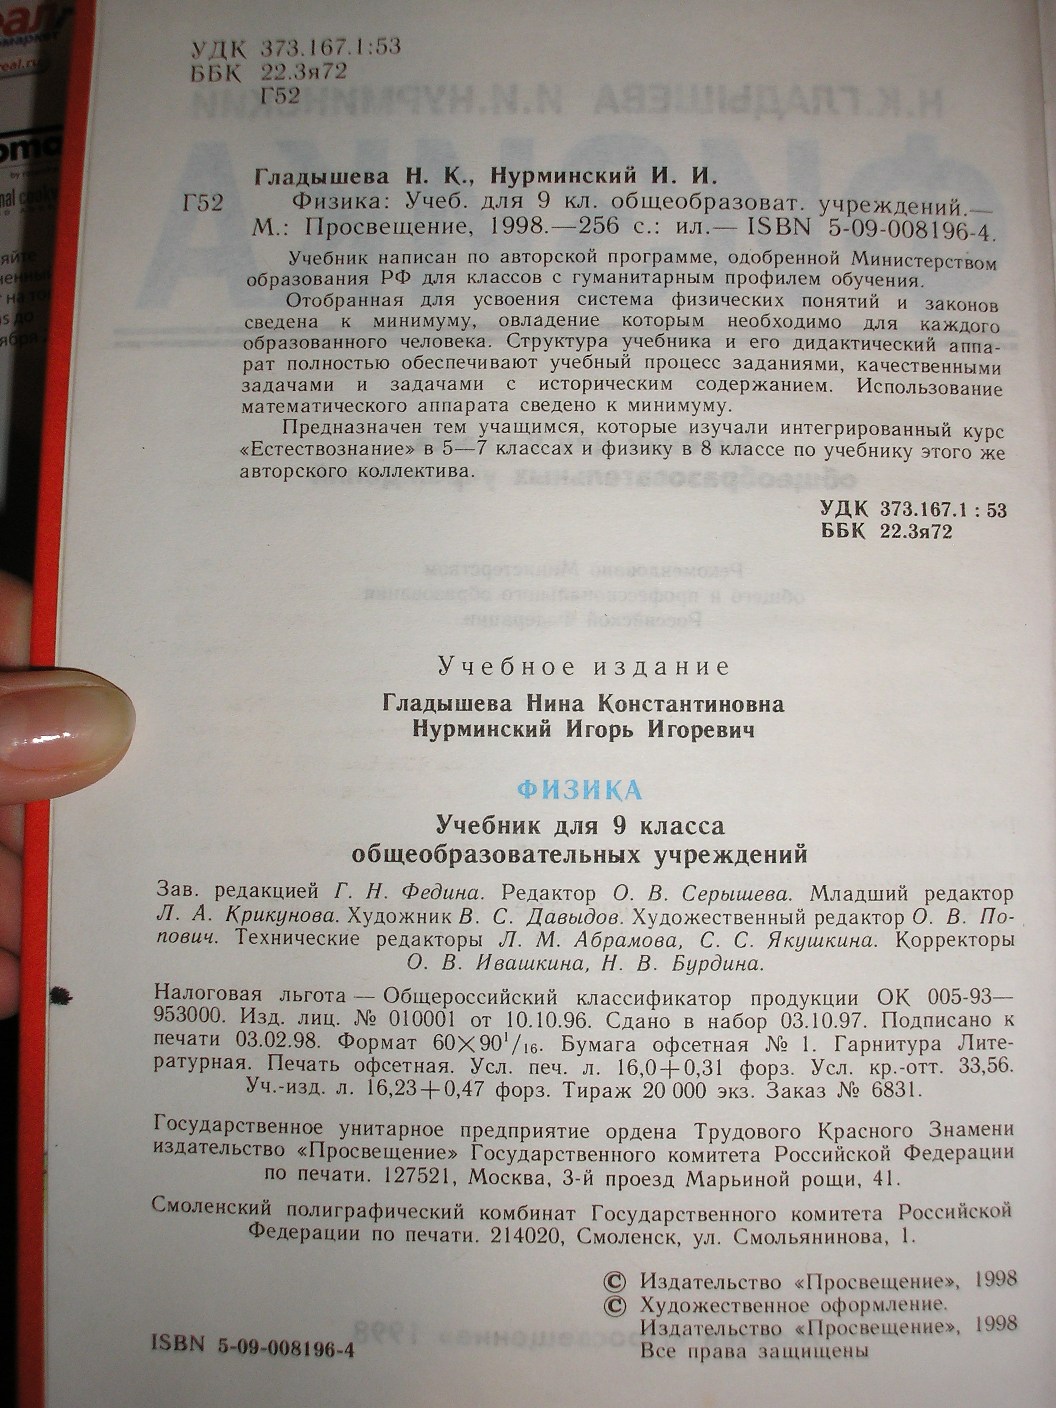 УДК 373.167.1:53
ББК 22.3я72
Г52
Гладышева Н. К., Нурминский И. И.
Г52 Физика: Учеб. для 9 кл. общеобразоват. учреждений.—
М.: Просвещение, 1998.—256 с.: ил.— ISBN 5-09-008196-4.
Учебник написан по авторской программе, одобренной Министерством
образования РФ для классов с гуманитарным профилем обучения.
Отобранная для усвоения система физических понятий и законов
сведена к минимуму, овладение которым необходимо для каждого
образованного человека. Структура учебника и его дидактический аппа-
рат полностью обеспечивают учебный процесс заданиями, качественными
задачами и задачами с историческим содержанием. Использование
математического аппарата сведено к минимуму.
Предназначен тем учащимся, которые изучали интегрированный курс
«Естествознание» в 5—7 классах и физику в 8 классе по учебнику этого же
авторского коллектива.
УДК 373.167.1 : 53
ББК 22.3я72
Учебное издание
Гладышева Нина Константиновна
Нурминский Игорь Игоревич
ФИЗИКА
Учебник для 9 класса
общеобразовательных учреждений
Зав. редакцией Г. Н. Федина. Редактор О. В. Серышева. Младший редактор
Л. А. Крикунова. Художник В. С. Давыдов. Художественный редактор О. В. По-
пович. Технические редакторы Л. М. Абрамова, С. С. Якушкина. Корректоры
О. В. Ивашкина, Н. В. Бурдина.
Налоговая льгота — Общероссийский классификатор продукции ОК 005-93—
953000. Изд. лиц. № 010001 от 10.10.96. Сдано в набор 03.10.97. Подписано к
печати 03.02.98. Формат 60×90¹/₁₆. Бумага офсетная № 1. Гарнитура Лите-
ратурная. Печать офсетная. Усл. печ. л. 16,0+0,31 форз. Усл. кр.-отт. 33,56.
Уч.-изд. л. 16,23+0,47 форз. Тираж 20 000 экз. Заказ № 6831.
Государственное унитарное предприятие ордена Трудового Красного Знамени
издательство «Просвещение» Государственного комитета Российской Федерации
по печати. 127521, Москва, 3-й проезд Марьиной рощи, 41.
Смоленский полиграфический комбинат Государственного комитета Российской
Федерации по печати. 214020, Смоленск, ул. Смольянинова, 1.
© Издательство «Просвещение», 1998
© Художественное оформление.
Издательство «Просвещение», 1998
Все права защищены
ISBN 5-09-008196-4